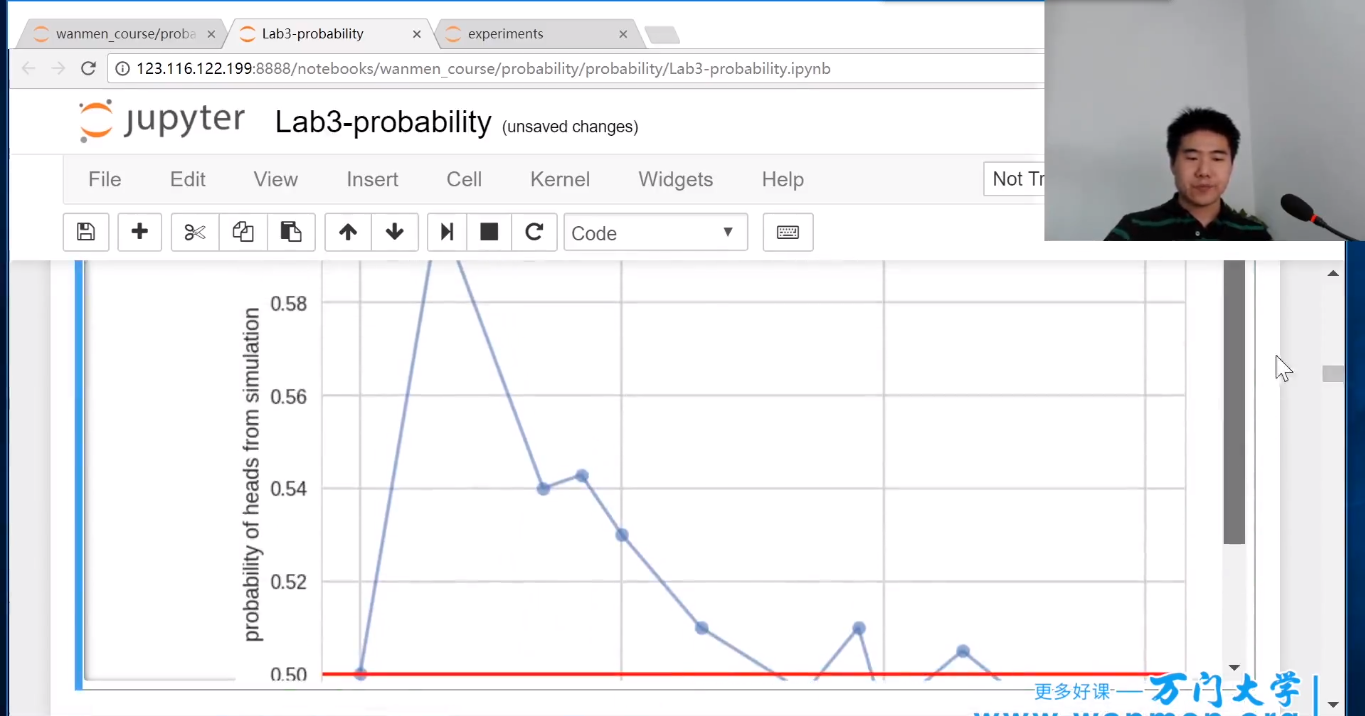 wanmen_course/proba
Lab3-probability
experiments
123.116.122.199:8888/notebooks/wanmen_course/probability/probability/Lab3-probability.ipynb
jupyter
Lab3-probability (unsaved changes)
File Edit View Insert Cell Kernel Widgets Help
Not Tr
Code
0.58
0.56
0.54
0.52
0.50
probability of heads from simulation
更多好课 — 万门大学
www.wanmen.org